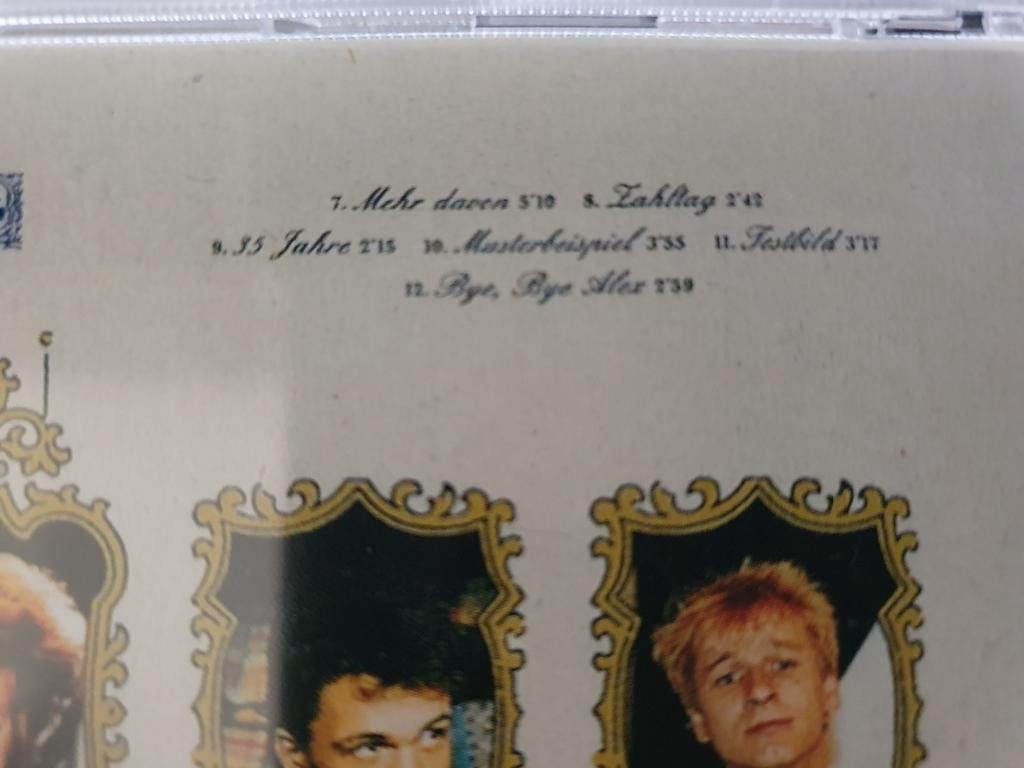 7. Mehr davon 5'10 8. Zahltag 2'42
9. 35 Jahre 2'15 10. Musterbeispiel 3'55 11. Testbild 3'17
12. Bye, Bye Alex 2'59